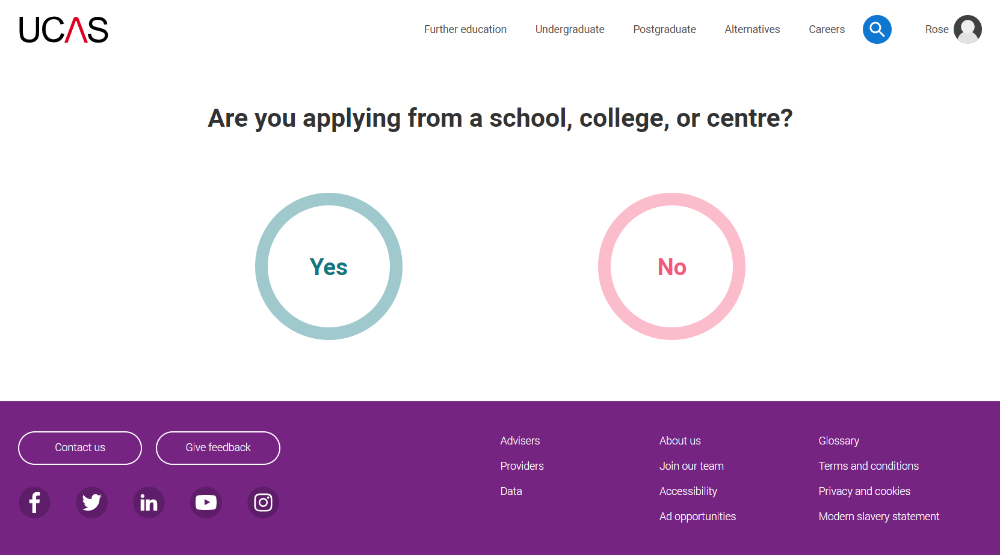 UCAS
Further education
Undergraduate
Postgraduate
Alternatives
Careers
Rose
Are you applying from a school, college, or centre?
Yes
No
Contact us
Give feedback
Advisers
Providers
Data
About us
Join our team
Accessibility
Ad opportunities
Glossary
Terms and conditions
Privacy and cookies
Modern slavery statement